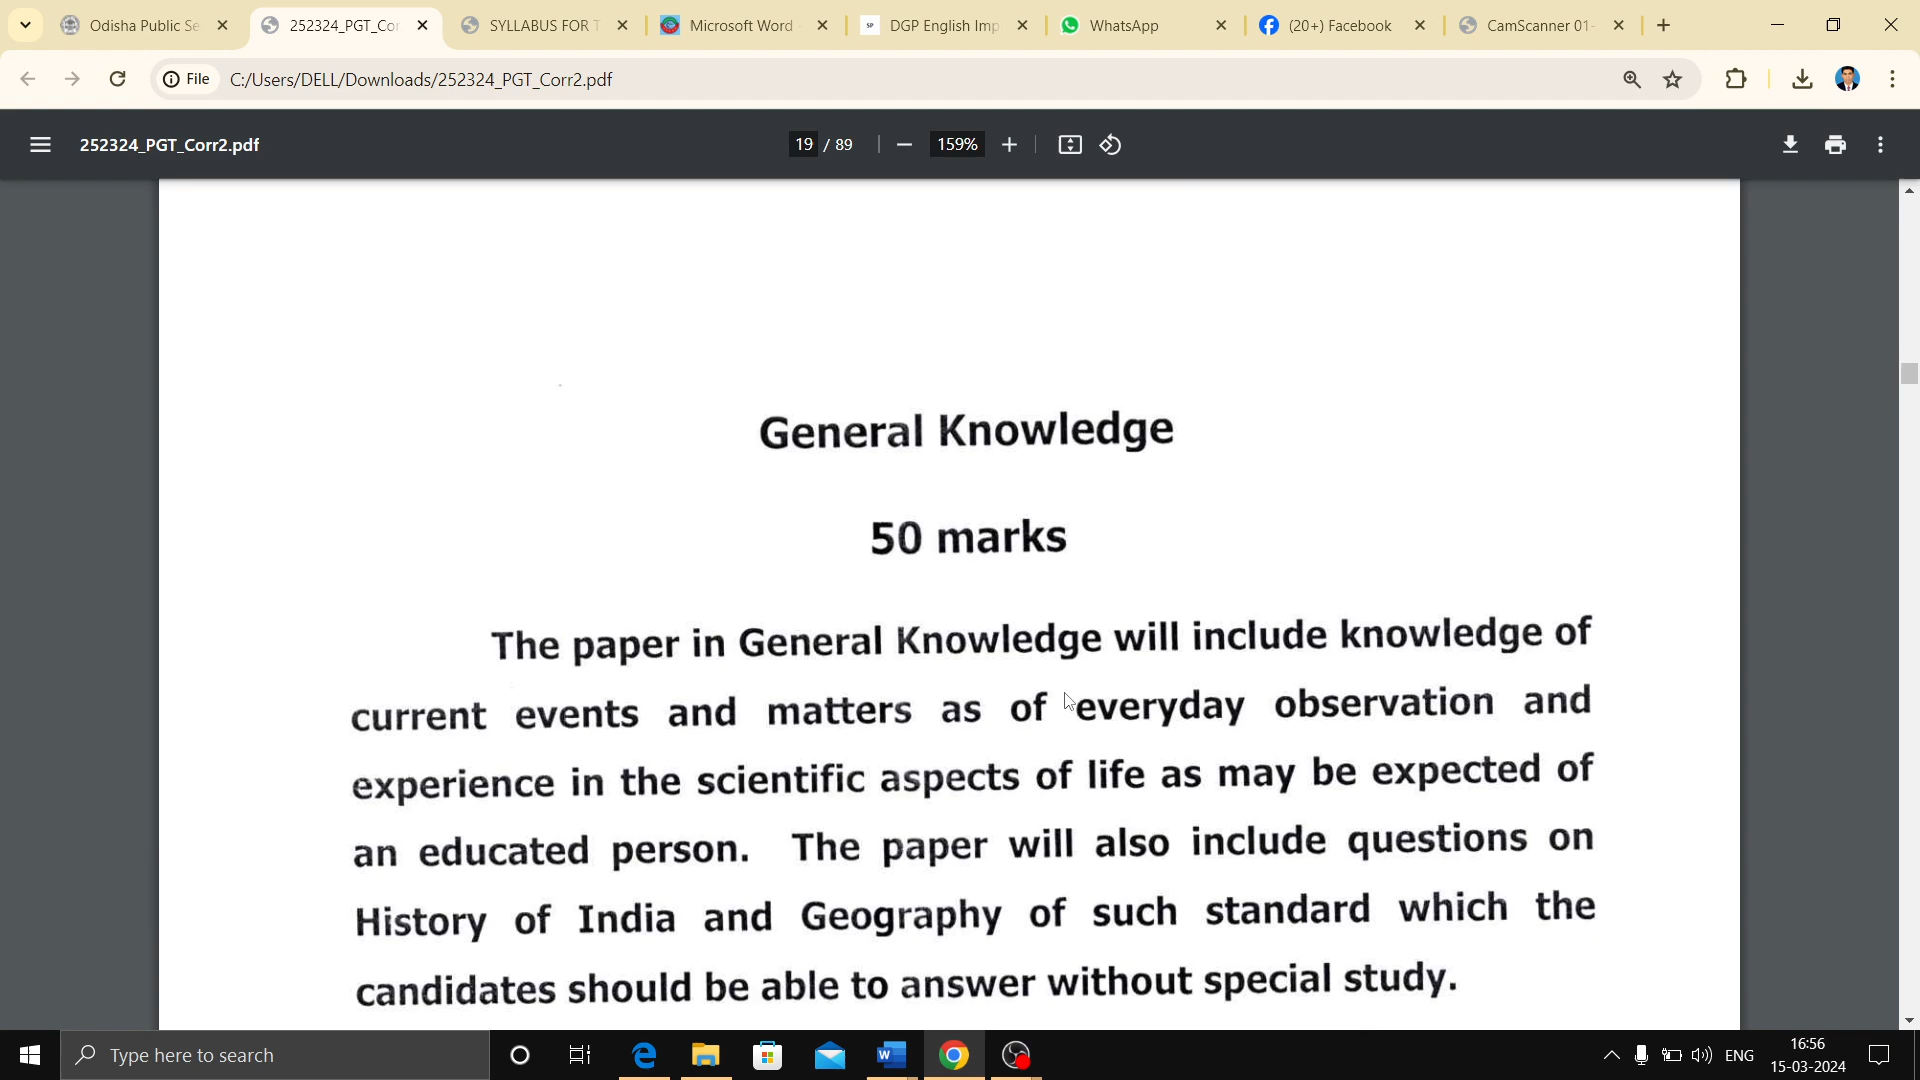 Odisha Public Se
252324_PGT_Cor
SYLLABUS FOR T
Microsoft Word
DGP English Imp
WhatsApp
(20+) Facebook
CamScanner 01-
File
C:/Users/DELL/Downloads/252324_PGT_Corr2.pdf
252324_PGT_Corr2.pdf
19 / 89
159%
General Knowledge
50 marks
The paper in General Knowledge will include knowledge of
current events and matters as of everyday observation and
experience in the scientific aspects of life as may be expected of
an educated person. The paper will also include questions on
History of India and Geography of such standard which the
candidates should be able to answer without special study.
Type here to search
ENG
16:56
15-03-2024